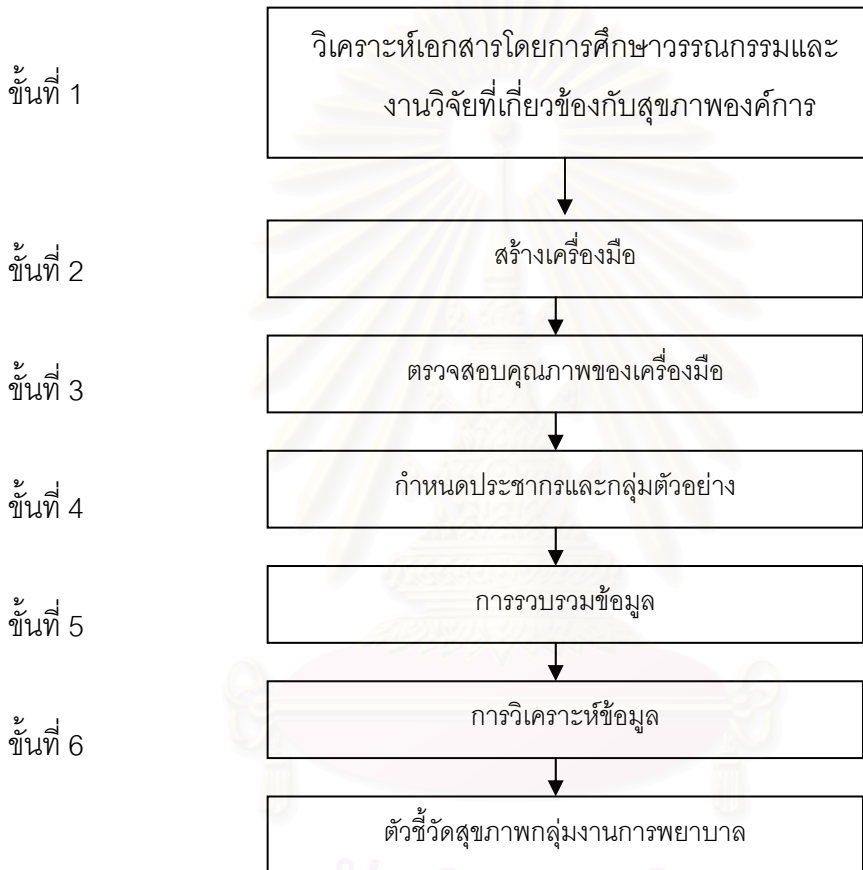 วิเคราะห์เอกสารโดยการศึกษาวรรณกรรมและ
ขั้นที่ 1
งานวิจัยที่เกี่ยวข้องกับสุขภาพองค์การ
ขั้นที่ 2
สร้างเครื่องมือ
ขั้นที่ 3
ตรวจสอบคุณภาพของเครื่องมือ
ขั้นที่ 4
กำหนดประชากรและกลุ่มตัวอย่าง
ขั้นที่ 5
การรวบรวมข้อมูล
ขั้นที่ 6
การวิเคราะห์ข้อมูล
ตัวชี้วัดสุขภาพกลุ่มงานการพยาบาล